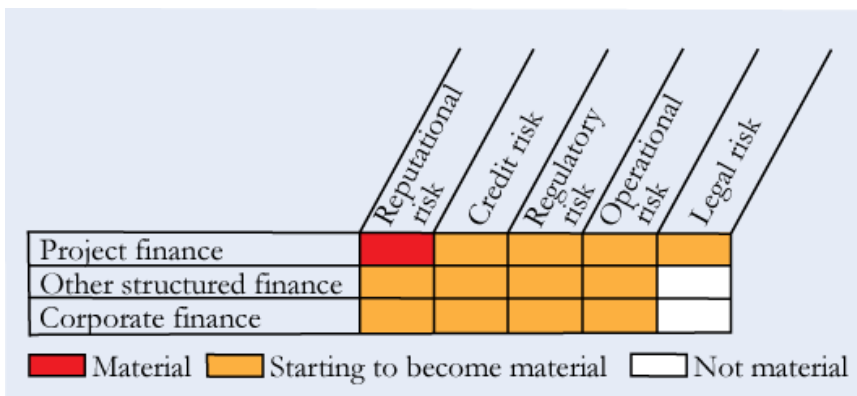 Reputational
risk
Credit risk
Regulatory
risk
Operational
risk
Legal risk
Project finance
Other structured finance
Corporate finance
Material
Starting to become material
Not material